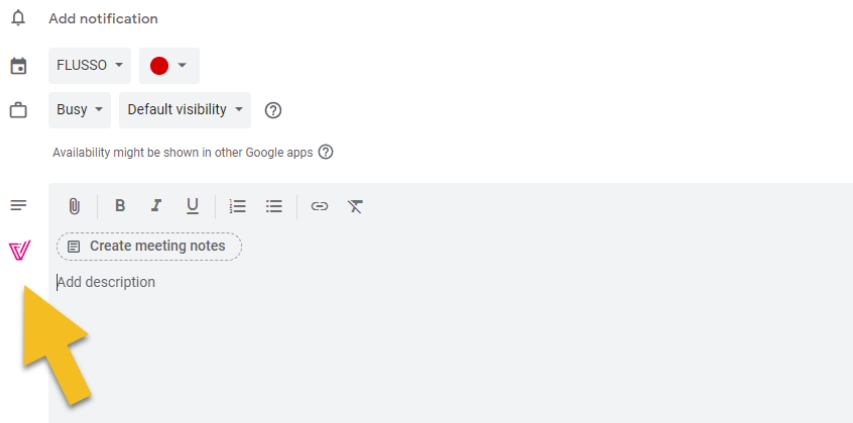 Add notification
FLUSSO
Busy Default visibility ?
Availability might be shown in other Google apps ?
B I U
Create meeting notes
Add description